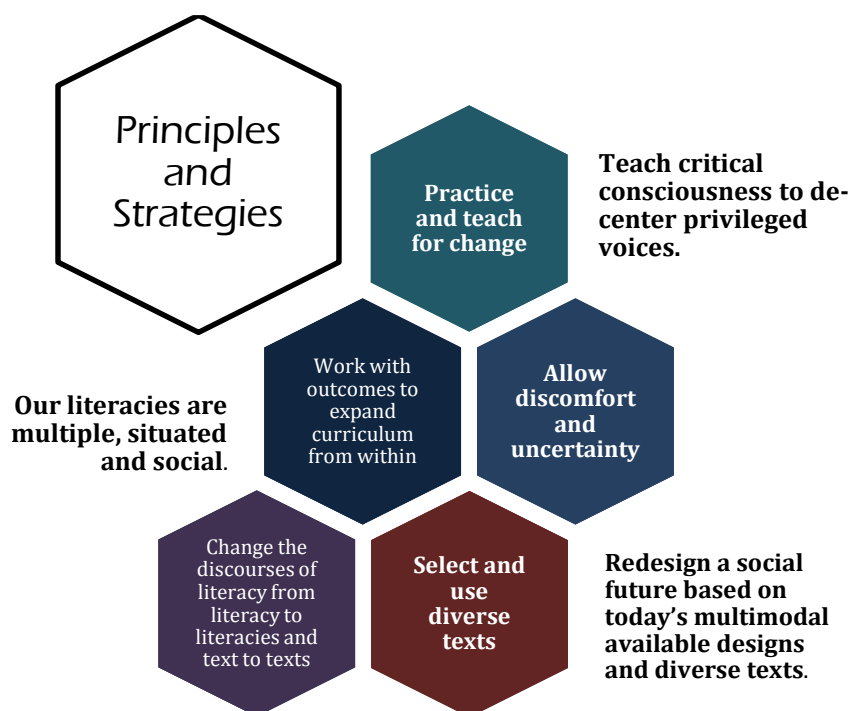 Principles
and
Strategies
Practice
and teach
for change
Teach critical
consciousness to de-
center privileged
voices.
Our literacies are
multiple, situated
and social.
Work with
outcomes to
expand
curriculum
from within
Allow
discomfort
and
uncertainty
Change the
discourses of
literacy from
literacy to
literacies and
text to texts
Select and
use
diverse
texts
Redesign a social
future based on
today’s multimodal
available designs
and diverse texts.